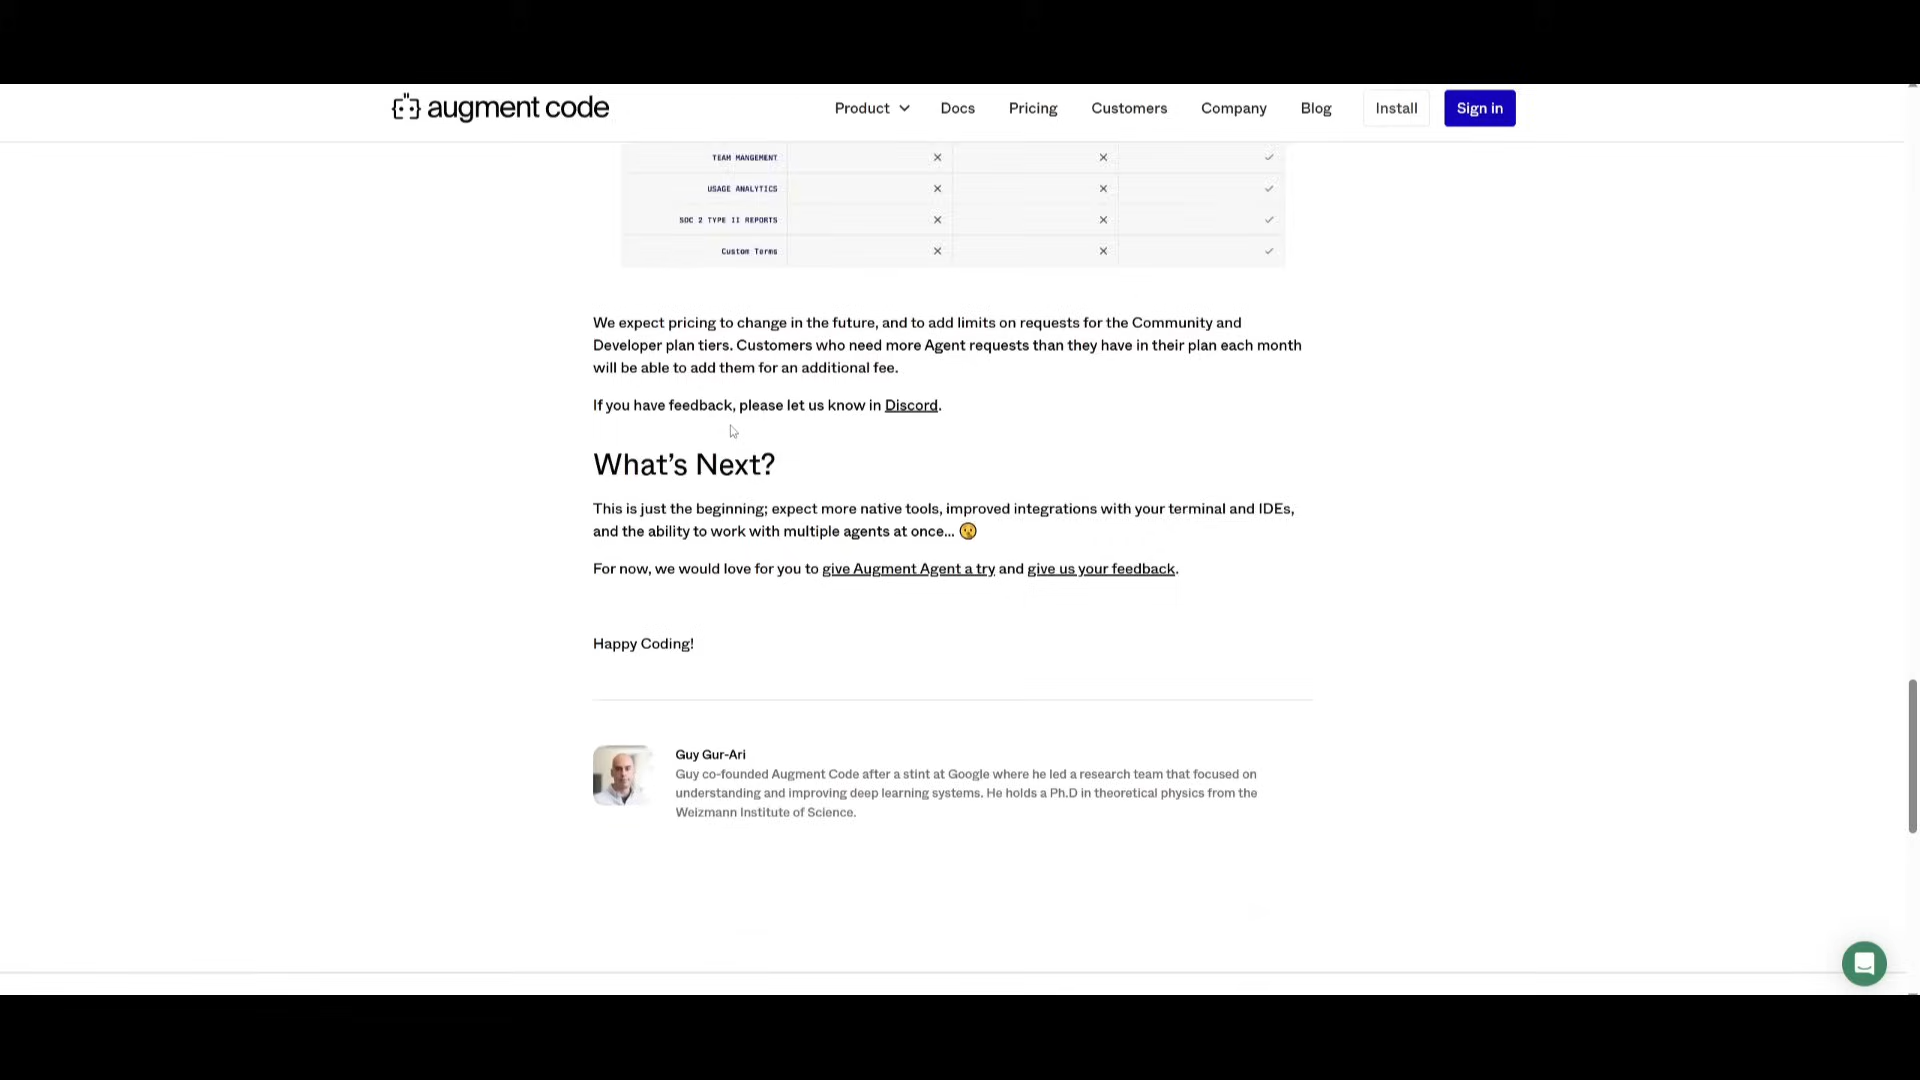 augment code
Product Docs Pricing Customers Company Blog Install Sign in
TEAM MANGEMENT
USAGE ANALYTICS
SOC 2 TYPE II REPORTS
Custom Terms
We expect pricing to change in the future, and to add limits on requests for the Community and
Developer plan tiers. Customers who need more Agent requests than they have in their plan each month
will be able to add them for an additional fee.
If you have feedback, please let us know in Discord.
What's Next?
This is just the beginning; expect more native tools, improved integrations with your terminal and IDEs,
and the ability to work with multiple agents at once... 🤫
For now, we would love for you to give Augment Agent a try and give us your feedback.
Happy Coding!
Guy Gur-Ari
Guy co-founded Augment Code after a stint at Google where he led a research team that focused on
understanding and improving deep learning systems. He holds a Ph.D in theoretical physics from the
Weizmann Institute of Science.